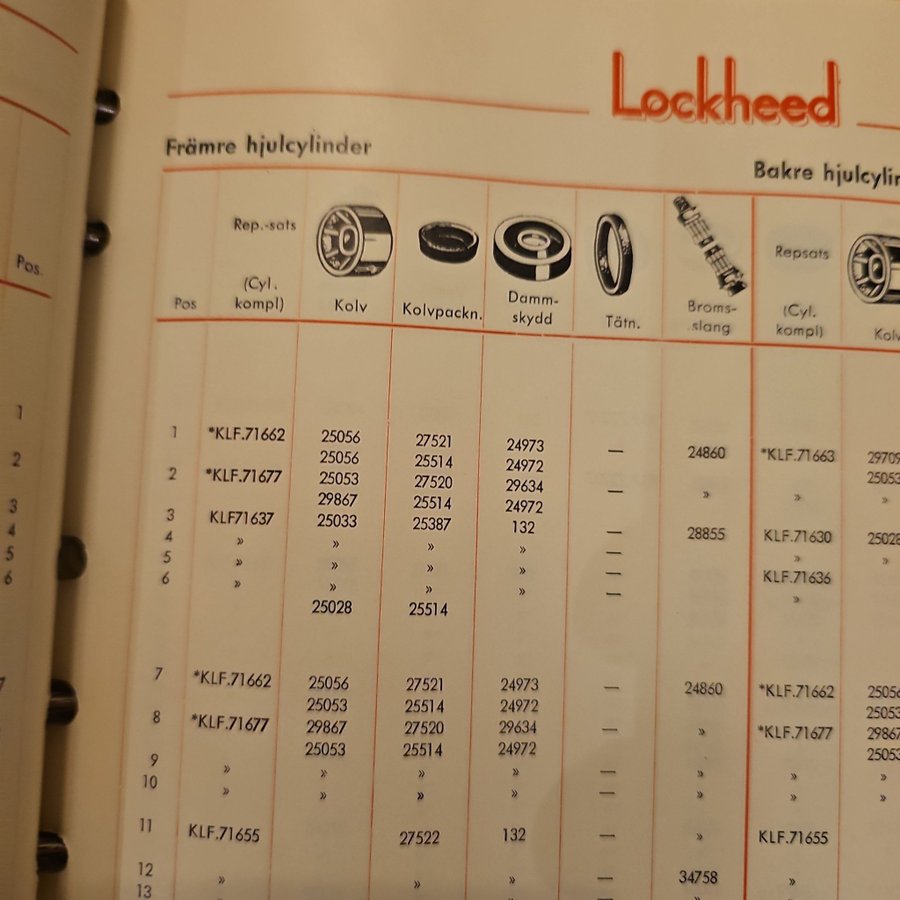 Lockheed
Främre hjulcylinder
Bakre hjulcylin
Pos.
Pos
Rep.-sats
(Cyl. kompl)
Kolv
Kolvpackn.
Damm-
skydd
Tätn.
Broms-
slang
Repsats
(Cyl. kompl)
Kolv
1
2
3
4
5
6
7
1 *KLF.71662 25056 27521 24973 — 24860 *KLF.71663 29709
25056 25514 24972 25053
2 *KLF.71677 25053 27520 29634 — » » »
29867 25514 24972
3 KLF71637 25033 25387 132 — 28855 KLF.71630 25028
4 » » » » — » »
5 » » » » — KLF.71636
6 » » » » — »
25028 25514
7 *KLF.71662 25056 27521 24973 — 24860 *KLF.71662 25056
25053 25514 24972 25053
8 *KLF.71677 29867 27520 29634 — » *KLF.71677 29867
25053 25514 24972 25053
9 » » » » — » » »
10 » » » » — » » »
11 KLF.71655 27522 132 — » KLF.71655
12 » » » — 34758 »
13 »